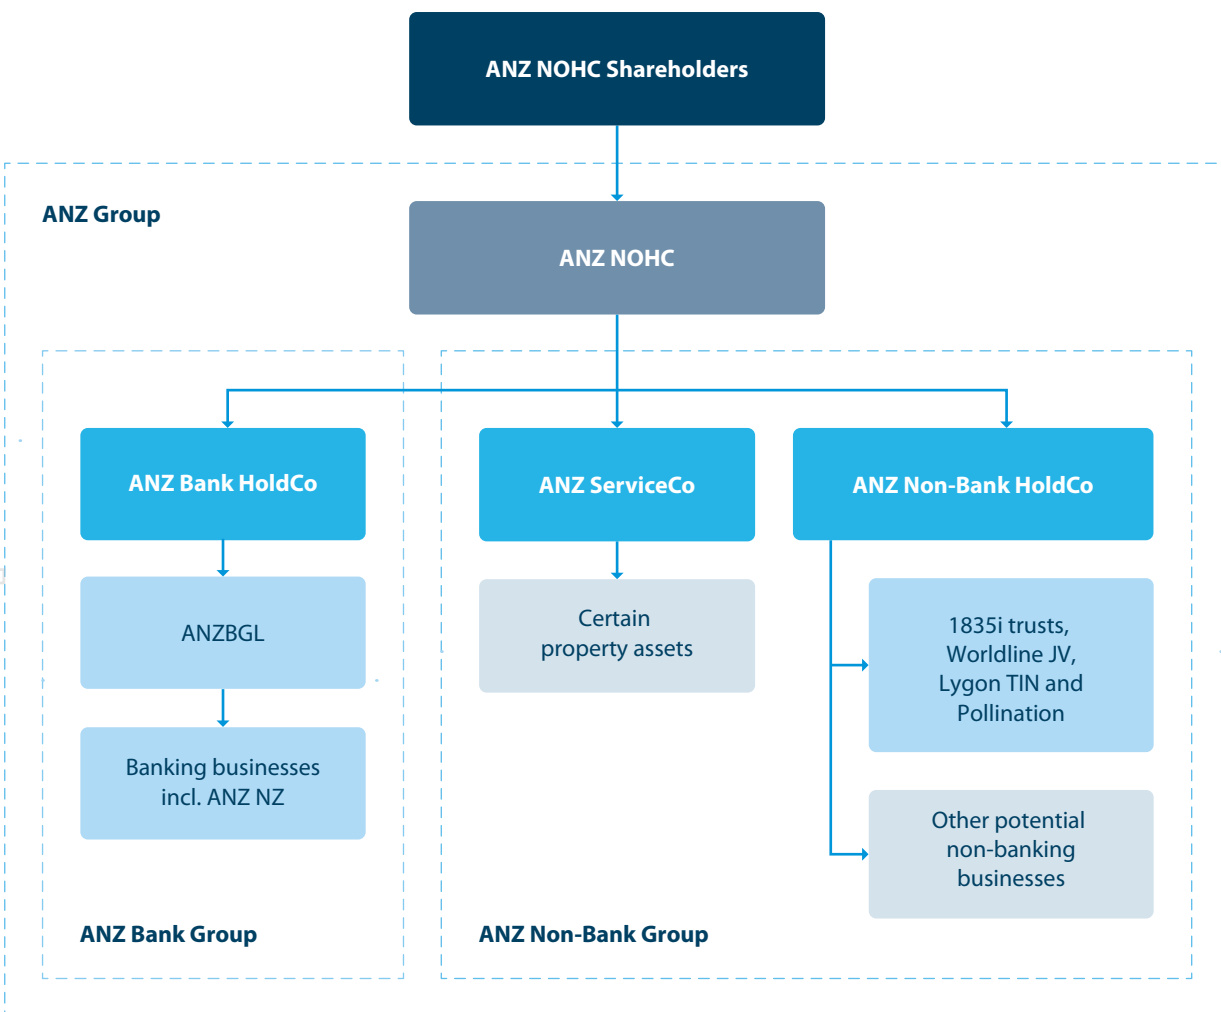 ANZ NOHC Shareholders
ANZ Group
ANZ NOHC
ANZ Bank HoldCo
ANZ ServiceCo
ANZ Non-Bank HoldCo
ANZBGL
Certain
property assets
1835i trusts,
Worldline JV,
Lygon TIN and
Pollination
Banking businesses
incl. ANZ NZ
Other potential
non-banking
businesses
ANZ Bank Group
ANZ Non-Bank Group